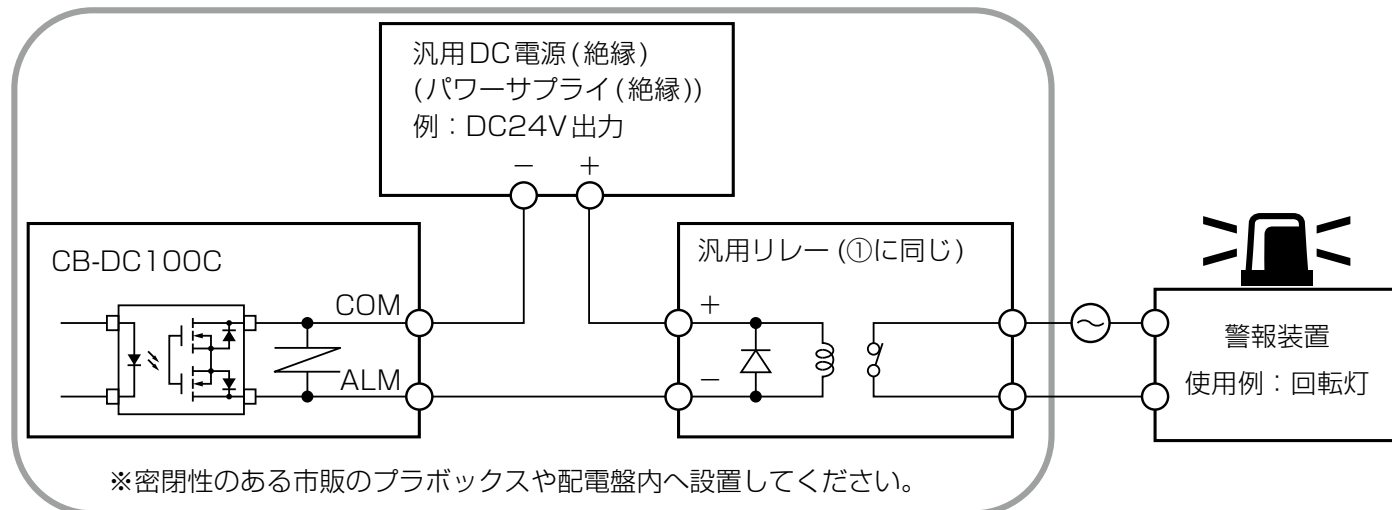 汎用DC電源(絶縁)
(パワーサプライ(絶縁))
例：DC24V出力
− +
CB-DC100C
COM
ALM
汎用リレー(①に同じ)
+
−
警報装置
使用例：回転灯
※密閉性のある市販のプラボックスや配電盤内へ設置してください。